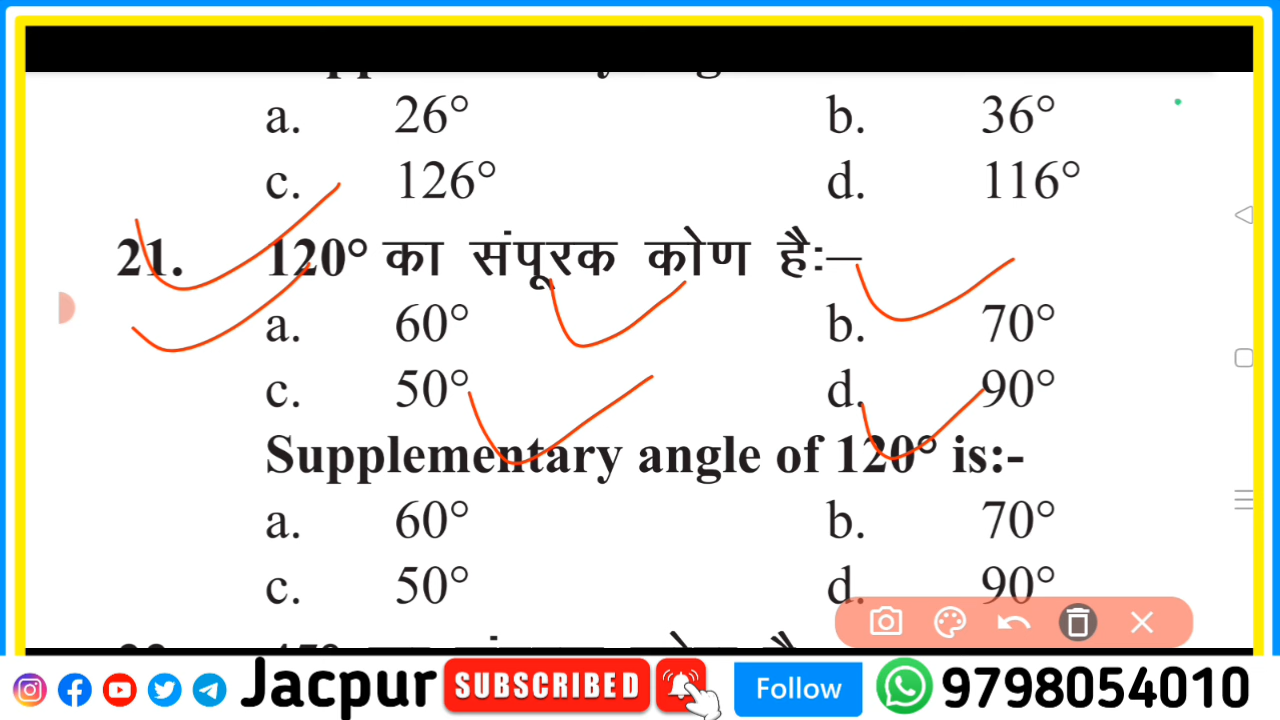 a. 26° b. 36°
c. 126° d. 116°
21. 120° का संपूरक कोण है:–
a. 60° b. 70°
c. 50° d. 90°
Supplementary angle of 120° is:-
a. 60° b. 70°
c. 50° d. 90°
Jacpur SUBSCRIBED Follow 9798054010